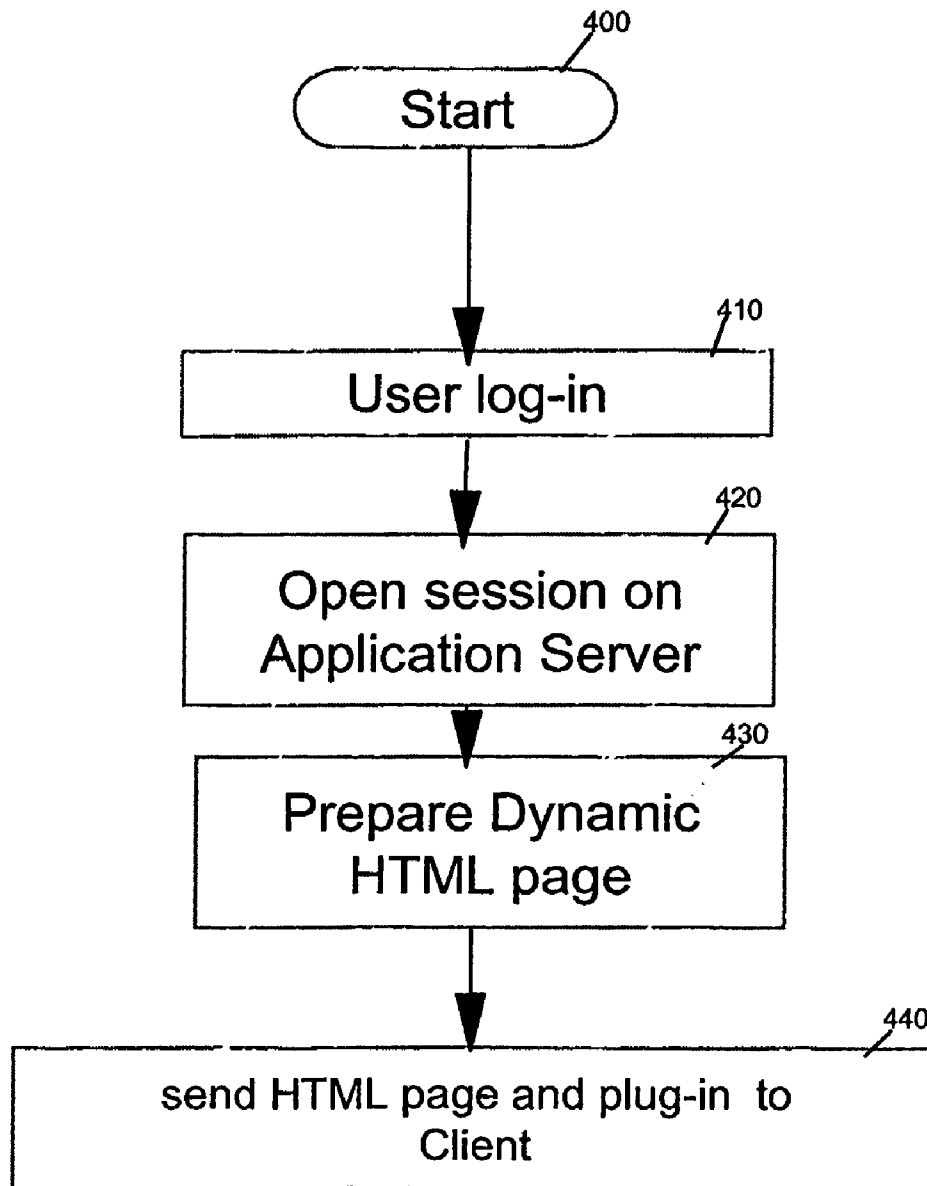 400
Start
410
User log-in
420
Open session on
Application Server
430
Prepare Dynamic
HTML page
440
send HTML page and plug-in to
Client